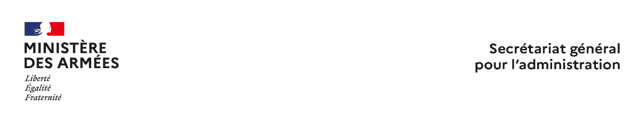 MINISTÈRE
DES ARMÉES
Liberté
Égalité
Fraternité
Secrétariat général
pour l'administration